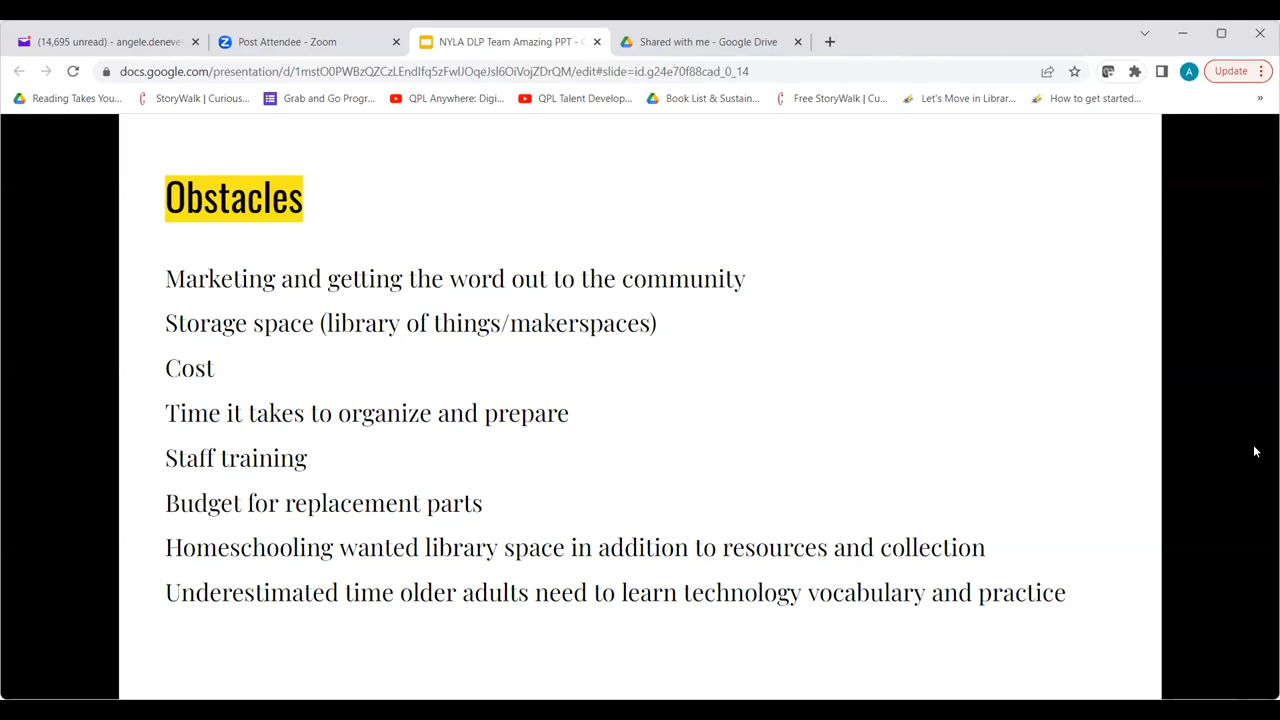 (14,695 unread) - angele.deneve
Post Attendee - Zoom
NYLA DLP Team Amazing PPT - 
Shared with me - Google Drive
docs.google.com/presentation/d/1mstO0PWBzQZCzLEndlfq5zFwlJOqeJsl6OiVojZDrQM/edit#slide=id.g24e70f88cad_0_14
A
Update
Reading Takes You...
StoryWalk | Curious...
Grab and Go Progr...
QPL Anywhere: Digi...
QPL Talent Develop...
Book List & Sustain...
Free StoryWalk | Cu...
Let's Move in Librar...
How to get started...
»
Obstacles
Marketing and getting the word out to the community
Storage space (library of things/makerspaces)
Cost
Time it takes to organize and prepare
Staff training
Budget for replacement parts
Homeschooling wanted library space in addition to resources and collection
Underestimated time older adults need to learn technology vocabulary and practice